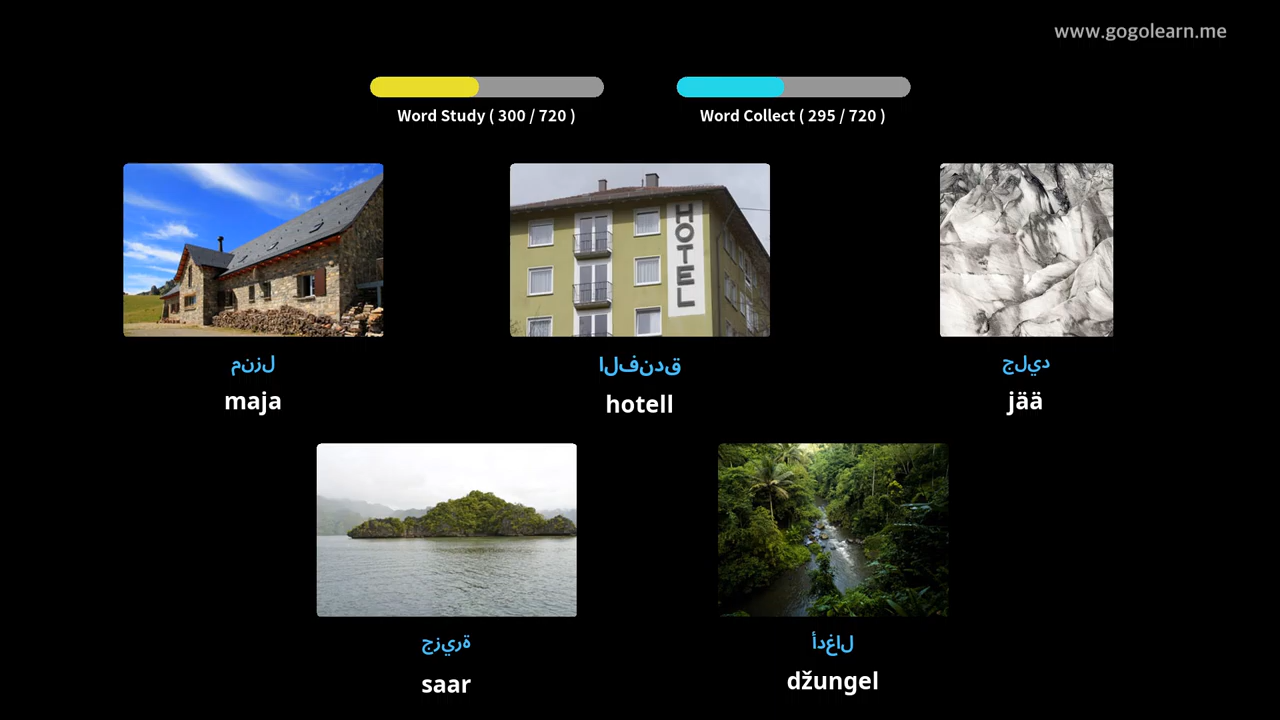 www.gogolearn.me
Word Study ( 300 / 720 )
Word Collect ( 295 / 720 )
منزل
الفندق
جليد
maja
hotell
jää
HOTEL
جزيرة
أدغال
saar
džungel